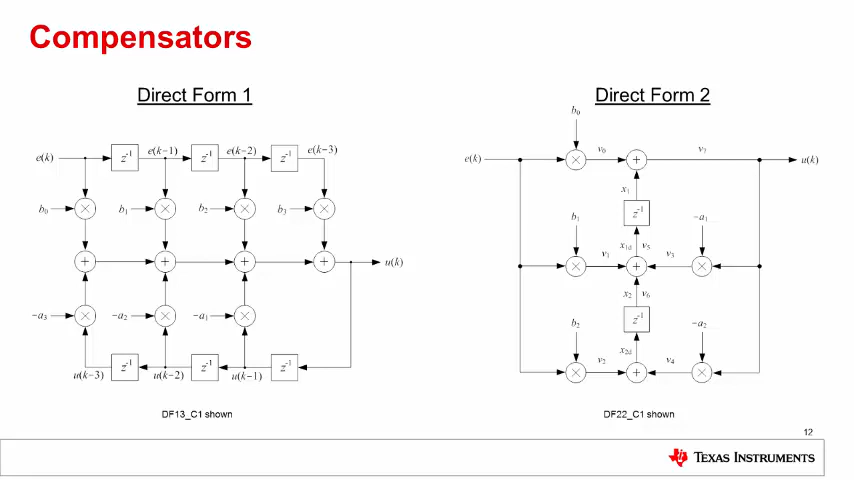 Compensators
Direct Form 1
Direct Form 2
e(k)
z⁻¹
e(k−1)
z⁻¹
e(k−2)
z⁻¹
e(k−3)
b₀
b₁
b₂
b₃
u(k)
−a₃
−a₂
−a₁
z⁻¹
z⁻¹
z⁻¹
u(k−3)
u(k−2)
u(k−1)
DF13_C1 shown
b₀
e(k)
v₀
v₇
u(k)
x₁
z⁻¹
b₁
−a₁
x₁d
v₅
v₁
v₃
x₂
v₆
z⁻¹
b₂
−a₂
x₂d
v₂
v₄
DF22_C1 shown
12
TEXAS INSTRUMENTS